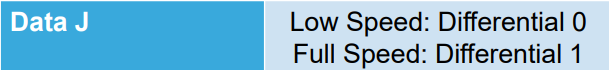 Data J
Low Speed: Differential 0
Full Speed: Differential 1